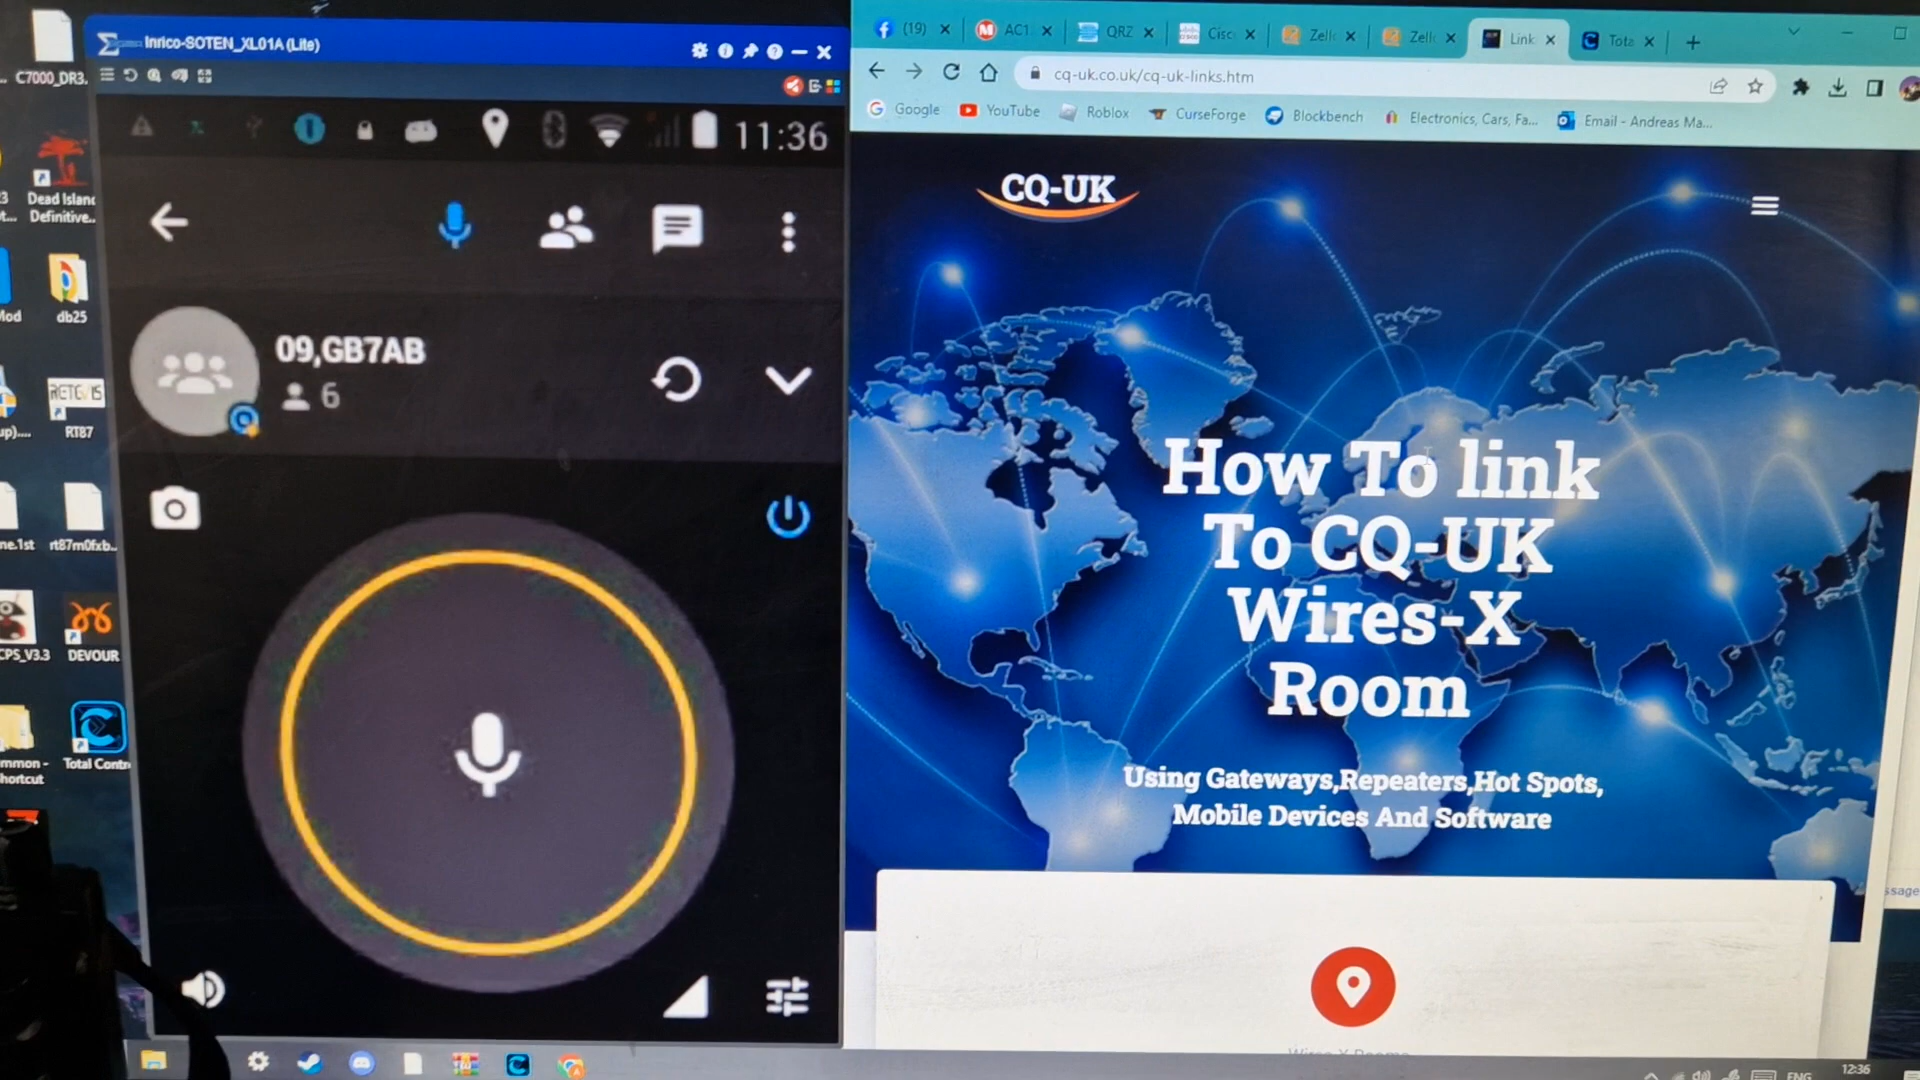 C7000_DR3.
Dead Island
Definitive..
db25
RETEVIS
RT87
rt87m0fxb..
CPS_V3.3
DEVOUR
Total Contr
Inrico-SOTEN_XL01A (Lite)
11:36
09,GB7AB
6
(19)
AC1
QRZ
Cisc
Zell
Zell
Link
Tota
cq-uk.co.uk/cq-uk-links.htm
Google
YouTube
Roblox
CurseForge
Blockbench
Electronics, Cars, Fa...
Email - Andreas Ma...
CQ-UK
How To link
To CQ-UK
Wires-X
Room
Using Gateways,Repeaters,Hot Spots,
Mobile Devices And Software
ENG
12:36